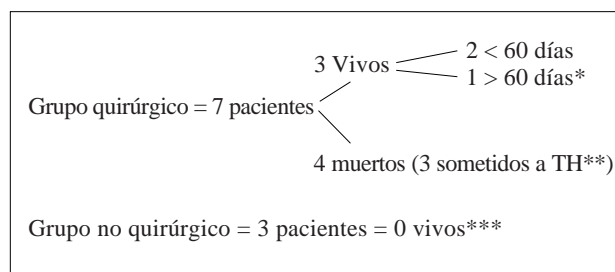 2 < 60 días
3 Vivos
1 > 60 días*
Grupo quirúrgico = 7 pacientes
4 muertos (3 sometidos a TH**)
Grupo no quirúrgico = 3 pacientes = 0 vivos***